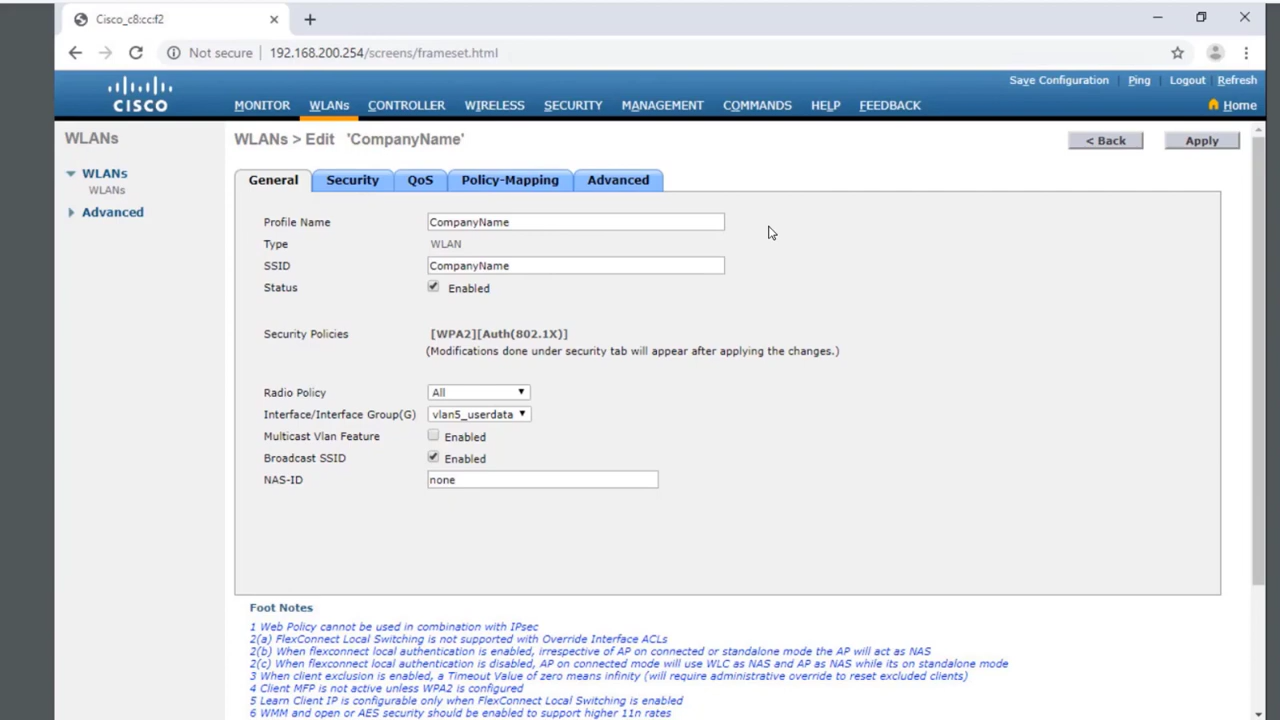 Cisco_c8:cc:f2
Not secure | 192.168.200.254/screens/frameset.html
Save Configuration Ping Logout Refresh
CISCO
MONITOR WLANs CONTROLLER WIRELESS SECURITY MANAGEMENT COMMANDS HELP FEEDBACK Home
WLANs
WLANs > Edit 'CompanyName'
< Back Apply
WLANs
WLANs
Advanced
General Security QoS Policy-Mapping Advanced
Profile Name CompanyName
Type WLAN
SSID CompanyName
Status Enabled
Security Policies [WPA2][Auth(802.1X)]
(Modifications done under security tab will appear after applying the changes.)
Radio Policy All
Interface/Interface Group(G) vlan5_userdata
Multicast Vlan Feature Enabled
Broadcast SSID Enabled
NAS-ID none
Foot Notes
1 Web Policy cannot be used in combination with IPsec
2(a) FlexConnect Local Switching is not supported with Override Interface ACLs
2(b) When flexconnect local authentication is enabled, irrespective of AP on connected or standalone mode the AP will act as NAS
2(c) When flexconnect local authentication is disabled, AP on connected mode will use WLC as NAS and AP as NAS while its on standalone mode
3 When client exclusion is enabled, a Timeout Value of zero means infinity (will require administrative override to reset excluded clients)
4 Client MFP is not active unless WPA2 is configured
5 Learn Client IP is configurable only when FlexConnect Local Switching is enabled
6 WMM and open or AES security should be enabled to support higher 11n rates